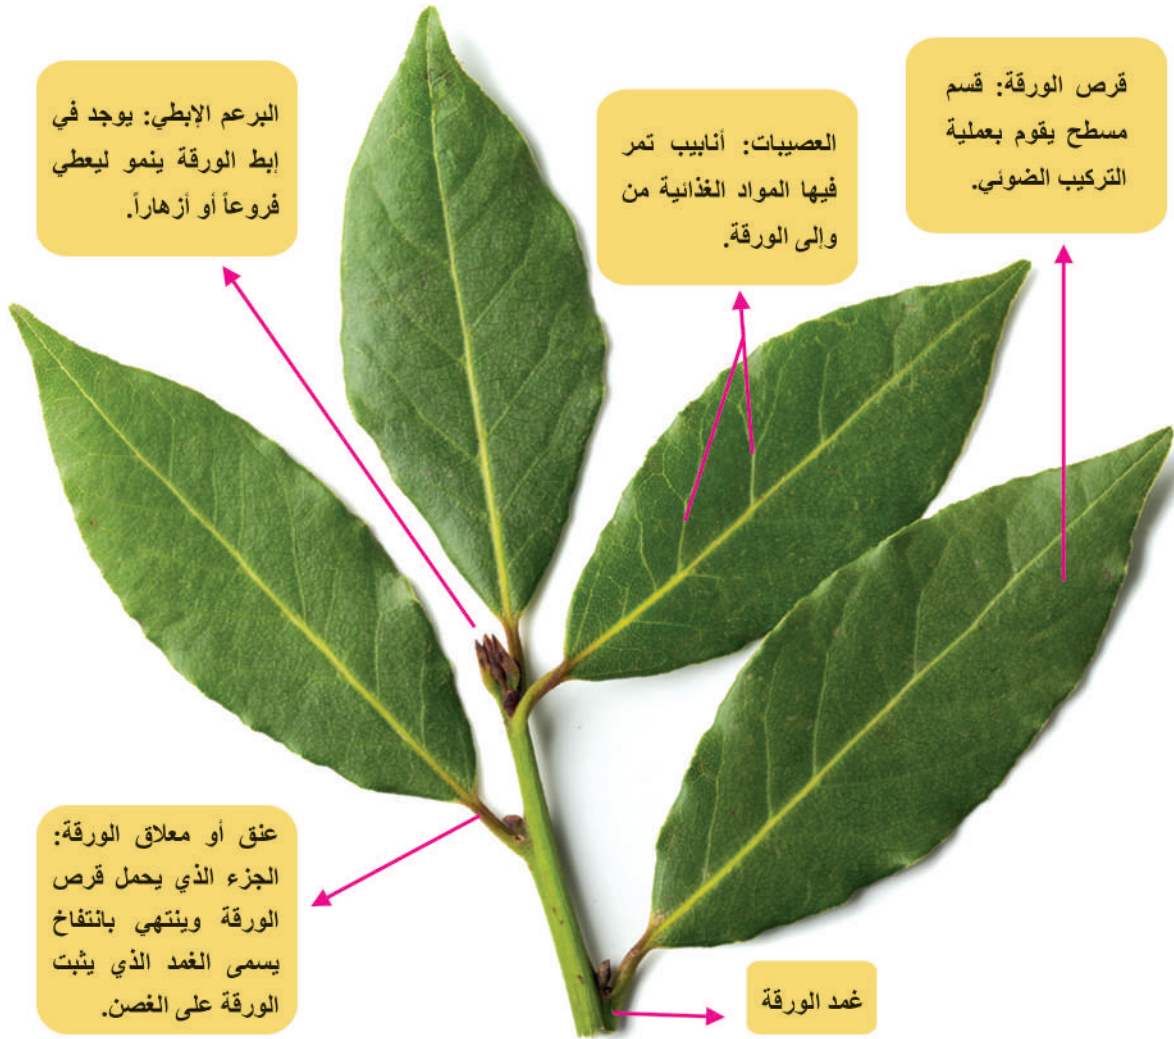 قرص الورقة: قسم
مسطح يقوم بعملية
التركيب الضوئي.
العصيبات: أنابيب تمر
فيها المواد الغذائية من
وإلى الورقة.
البرعم الإبطي: يوجد في
إبط الورقة ينمو ليعطي
فروعاً أو أزهاراً.
عنق أو معلاق الورقة:
الجزء الذي يحمل قرص
الورقة وينتهي بانتفاخ
يسمى الغمد الذي يثبت
الورقة على الغصن.
غمد الورقة